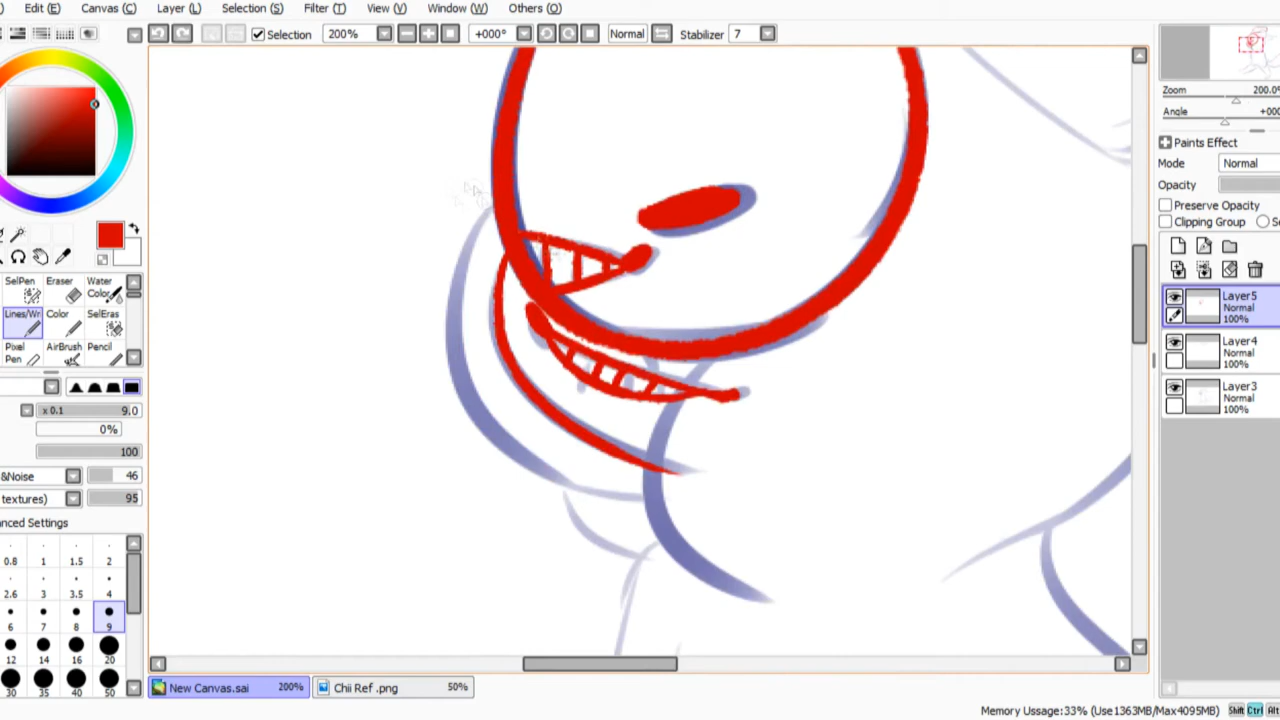 Edit (E) Canvas (C) Layer (L) Selection (S) Filter (T) View (V) Window (W) Others (O)
Selection 200% +000° Normal Stabilizer 7
Zoom 200.0°
Angle +000
Paints Effect
Mode Normal
Opacity
Preserve Opacity
Clipping Group
SelPen Eraser Water Color
Lines/Wr Color SelEras
Pixel Pen AirBrush Pencil
x 0.1 9.0
0%
100
&Noise 46
textures) 95
nced Settings
0.8 1 1.5 2
2.6 3 3.5 4
6 7 8 9
12 14 16 20
30 35 40 50
Layer5
Normal
100%
Layer4
Normal
100%
Layer3
Normal
100%
New Canvas.sai 200% Chii Ref .png 50%
Memory Ussage:33% (Use1363MB/Max4095MB) Shift Ctrl Alt